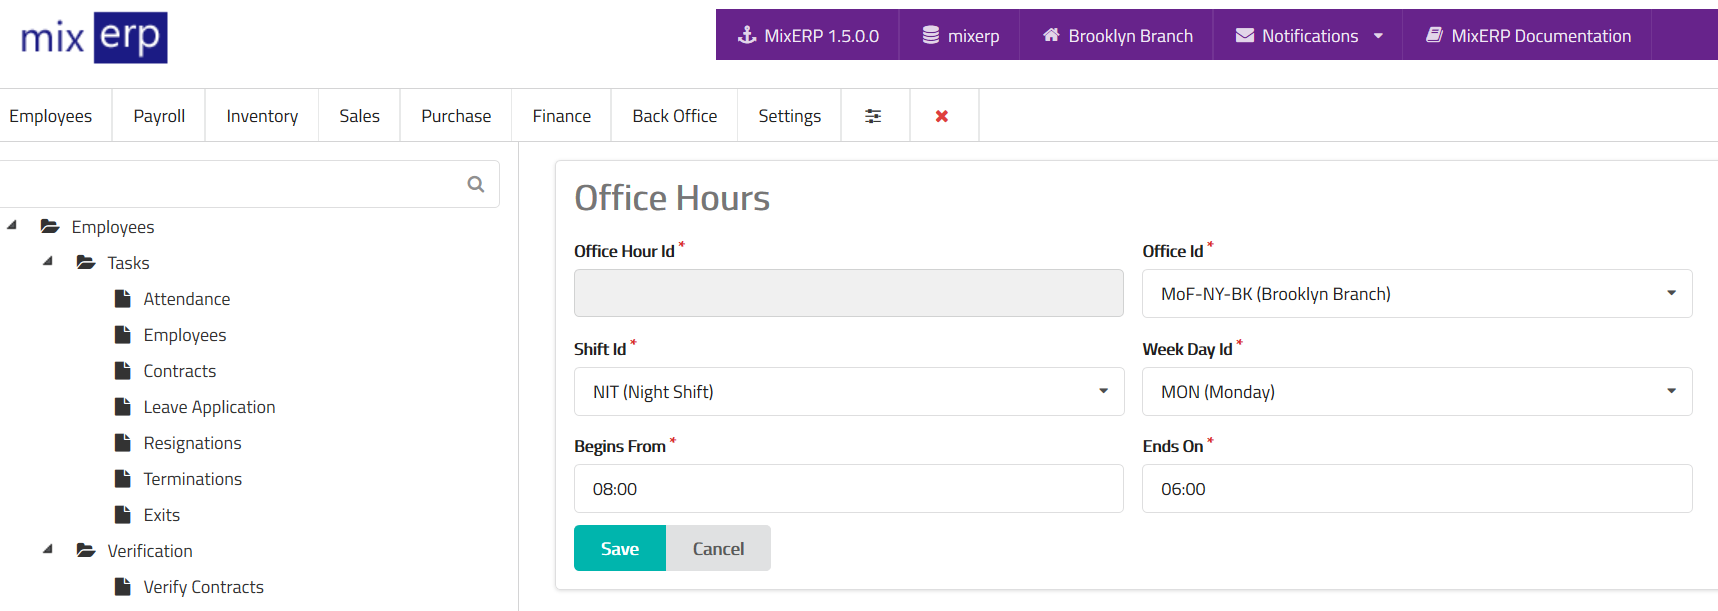 mix erp
MixERP 1.5.0.0 mixerp Brooklyn Branch Notifications MixERP Documentation
Employees Payroll Inventory Sales Purchase Finance Back Office Settings
Employees
Tasks
Attendance
Employees
Contracts
Leave Application
Resignations
Terminations
Exits
Verification
Verify Contracts
Office Hours
Office Hour Id * Office Id *
MoF-NY-BK (Brooklyn Branch)
Shift Id * Week Day Id *
NIT (Night Shift) MON (Monday)
Begins From * Ends On *
08:00 06:00
Save Cancel